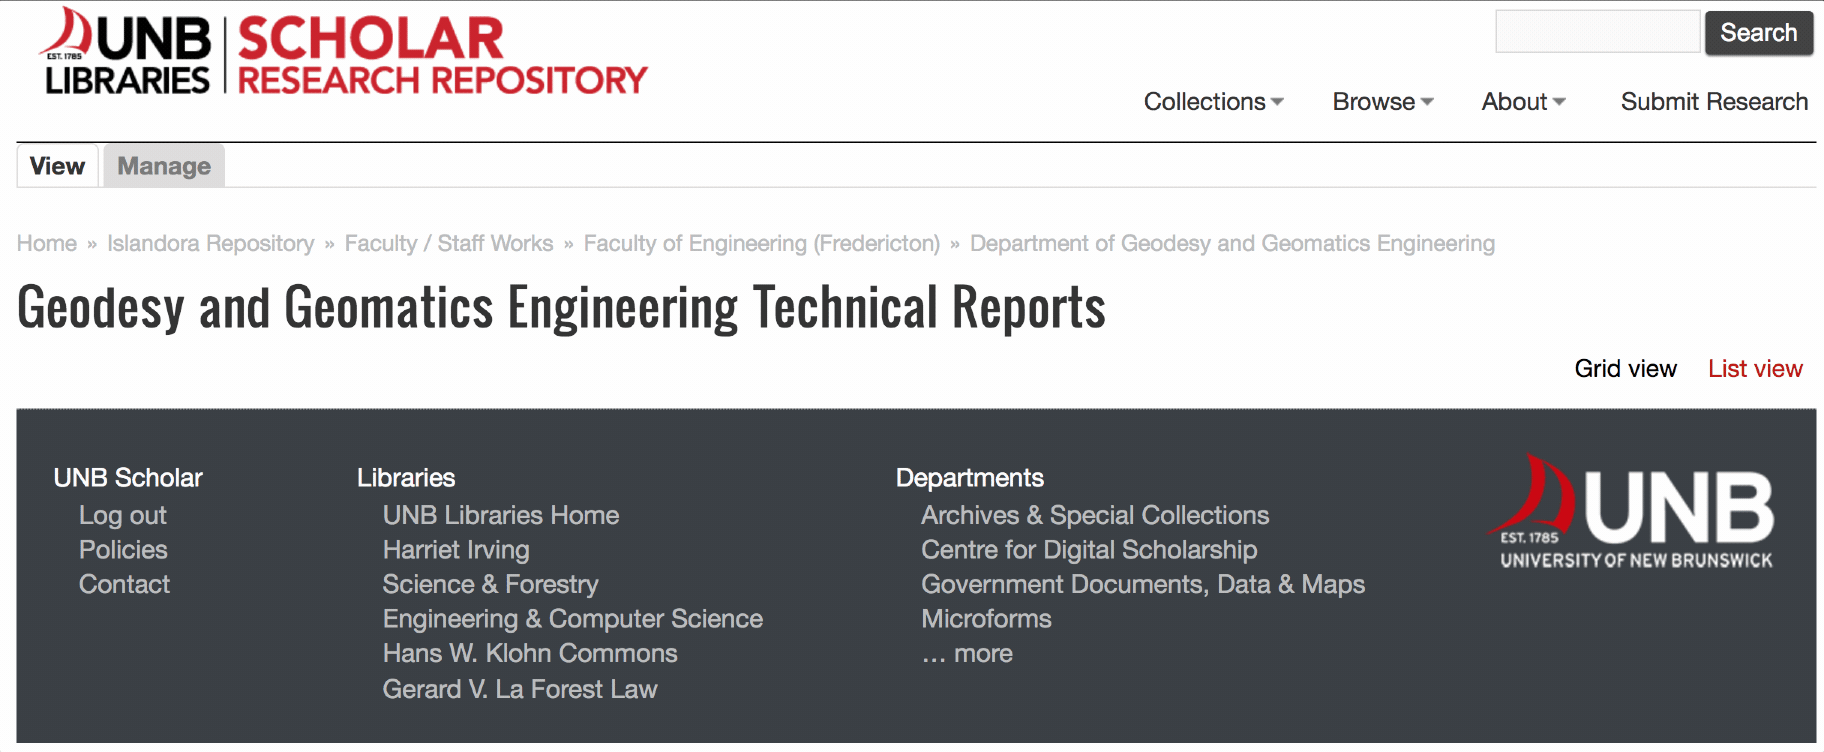 UNB
EST. 1785
LIBRARIES
SCHOLAR
RESEARCH REPOSITORY
Search
Collections
Browse
About
Submit Research
View
Manage
Home » Islandora Repository » Faculty / Staff Works » Faculty of Engineering (Fredericton) » Department of Geodesy and Geomatics Engineering
Geodesy and Geomatics Engineering Technical Reports
Grid view
List view
UNB Scholar
Log out
Policies
Contact
Libraries
UNB Libraries Home
Harriet Irving
Science & Forestry
Engineering & Computer Science
Hans W. Klohn Commons
Gerard V. La Forest Law
Departments
Archives & Special Collections
Centre for Digital Scholarship
Government Documents, Data & Maps
Microforms
... more
UNB
EST. 1785
UNIVERSITY OF NEW BRUNSWICK